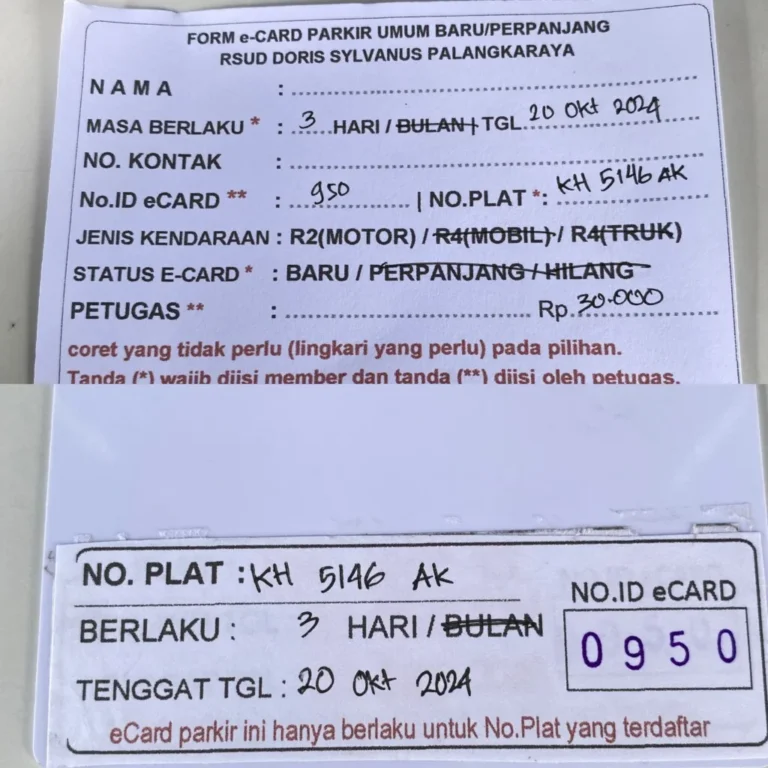 FORM e-CARD PARKIR UMUM BARU/PERPANJANG
RSUD DORIS SYLVANUS PALANGKARAYA
NAMA :
MASA BERLAKU * : 3 HARI / BULAN | TGL 20 Okt 2024
NO. KONTAK :
No.ID eCARD ** : 950 | NO.PLAT *: KH 5146 AK
JENIS KENDARAAN : R2(MOTOR) / R4(MOBIL) / R4(TRUK)
STATUS E-CARD * : BARU / PERPANJANG / HILANG
PETUGAS ** : Rp. 30.000
coret yang tidak perlu (lingkari yang perlu) pada pilihan.
Tanda (*) wajib diisi member dan tanda (**) diisi oleh petugas.
NO. PLAT : KH 5146 AK
NO.ID eCARD
BERLAKU : 3 HARI / BULAN
0950
TENGGAT TGL : 20 Okt 2024
eCard parkir ini hanya berlaku untuk No.Plat yang terdaftar